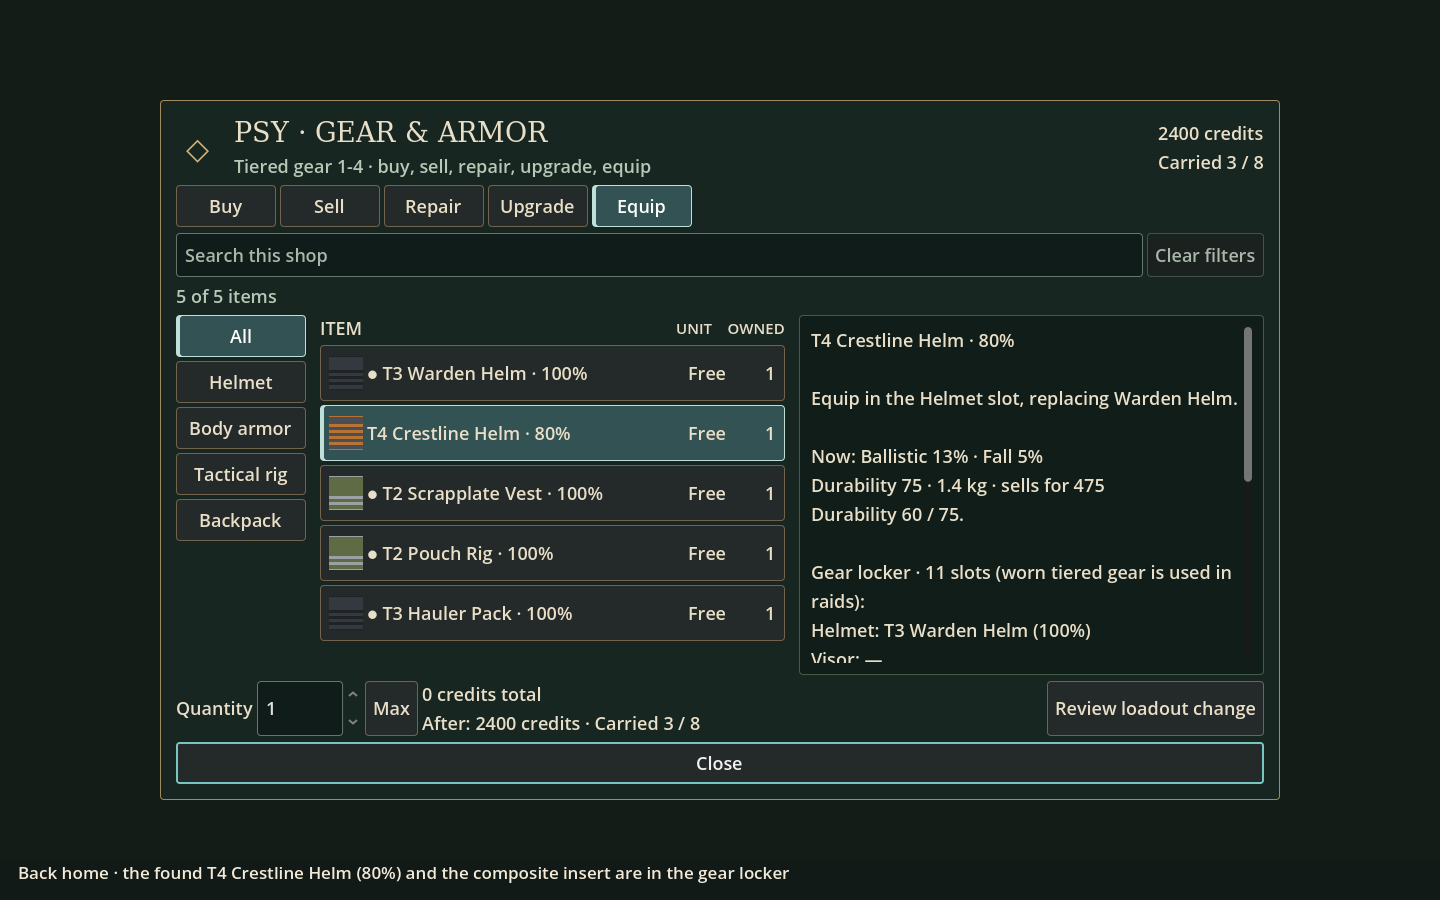 PSY · GEAR & ARMOR
Tiered gear 1-4 · buy, sell, repair, upgrade, equip
2400 credits
Carried 3 / 8
Buy
Sell
Repair
Upgrade
Equip
Search this shop
Clear filters
5 of 5 items
All
Helmet
Body armor
Tactical rig
Backpack
ITEM UNIT OWNED
● T3 Warden Helm · 100% Free 1
T4 Crestline Helm · 80% Free 1
● T2 Scrapplate Vest · 100% Free 1
● T2 Pouch Rig · 100% Free 1
● T3 Hauler Pack · 100% Free 1
T4 Crestline Helm · 80%
Equip in the Helmet slot, replacing Warden Helm.
Now: Ballistic 13% · Fall 5%
Durability 75 · 1.4 kg · sells for 475
Durability 60 / 75.
Gear locker · 11 slots (worn tiered gear is used in
raids):
Helmet: T3 Warden Helm (100%)
Visor: —
Quantity 1
Max
0 credits total
After: 2400 credits · Carried 3 / 8
Review loadout change
Close
Back home · the found T4 Crestline Helm (80%) and the composite insert are in the gear locker